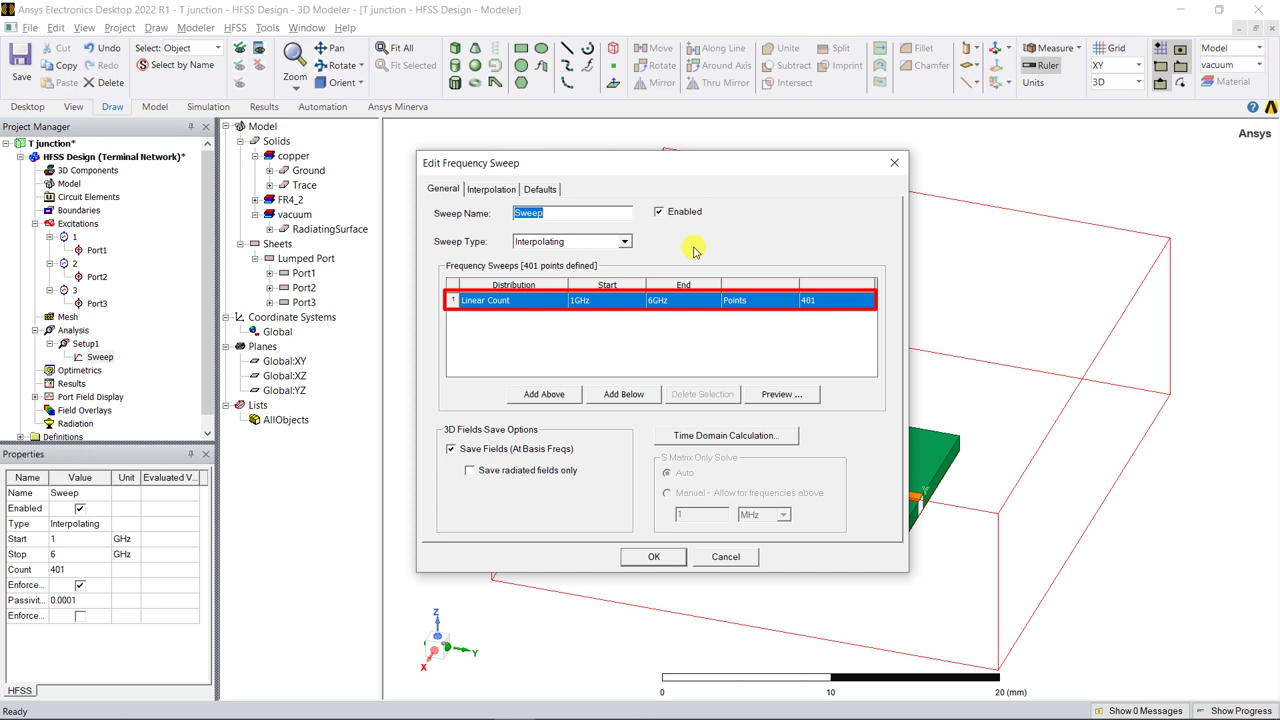 Ansys Electronics Desktop 2022 R1 - T junction - HFSS Design - 3D Modeler - [T junction - HFSS Design - Modeler]
File Edit View Project Draw Modeler HFSS Tools Window Help
Save Cut Copy Paste Undo Redo Delete Select: Object Select by Name Zoom Pan Rotate Orient Fit All Fit Selected Move Along Line Rotate Around Axis Mirror Thru Mirror Unite Split Subtract Imprint Intersect Fillet Chamfer Measure Ruler Units Grid XY 3D Model vacuum Material
Desktop View Draw Model Simulation Results Automation Ansys Minerva
Project Manager
T junction*
HFSS Design (Terminal Network)*
3D Components
Model
Circuit Elements
Boundaries
Excitations
1
Port1
2
Port2
3
Port3
Mesh
Analysis
Setup1
Sweep
Optimetrics
Results
Port Field Display
Field Overlays
Radiation
Definitions
Properties
Name Value Unit Evaluated V...
Name Sweep
Enabled
Type Interpolating
Start 1 GHz
Stop 6 GHz
Count 401
Enforce...
Passivit... 0.0001
Enforce...
HFSS
Ready
Model
Solids
copper
Ground
Trace
FR4_2
vacuum
RadiatingSurface
Sheets
Lumped Port
Port1
Port2
Port3
Coordinate Systems
Global
Planes
Global:XY
Global:XZ
Global:YZ
Lists
AllObjects
Ansys
Edit Frequency Sweep
General Interpolation Defaults
Sweep Name: Sweep Enabled
Sweep Type: Interpolating
Frequency Sweeps [401 points defined]
Distribution Start End
1 Linear Count 1GHz 6GHz Points 401
Add Above Add Below Delete Selection Preview ...
3D Fields Save Options
Save Fields (At Basis Freqs)
Save radiated fields only
Time Domain Calculation...
S Matrix Only Solve
Auto
Manual - Allow for frequencies above
1 MHz
OK Cancel
Z
Y
X
Y
0 10 20 (mm)
Show 0 Messages Show Progress